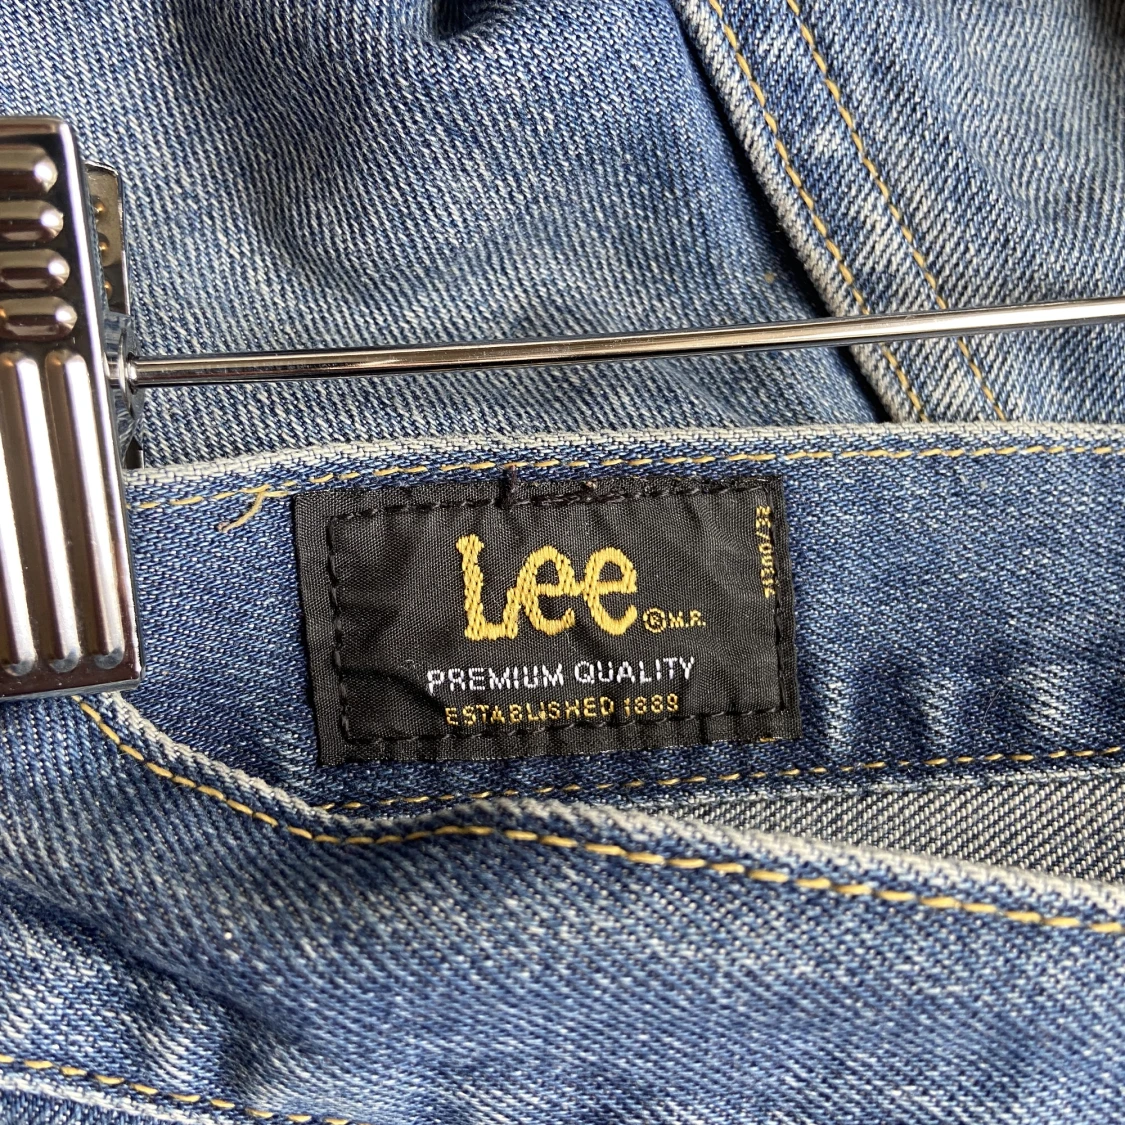 Lee ® M.R.
PREMIUM QUALITY
ESTABLISHED 1889